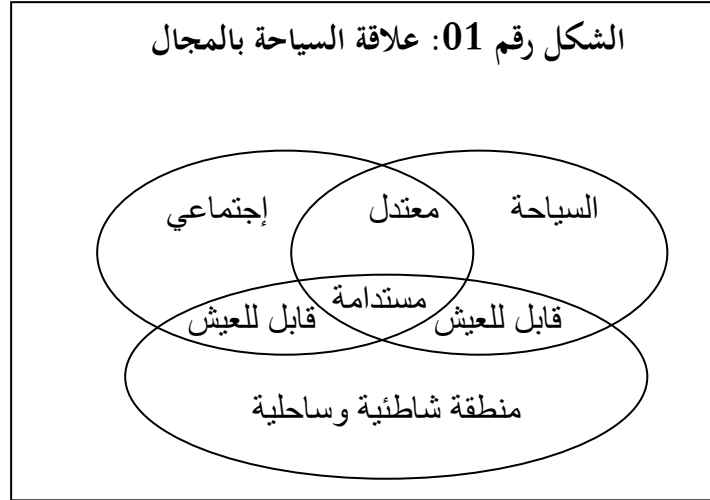 الشكل رقم 01: علاقة السياحة بالمجال
السياحة
معتدل
إجتماعي
مستدامة
قابل للعيش
قابل للعيش
منطقة شاطئية وساحلية